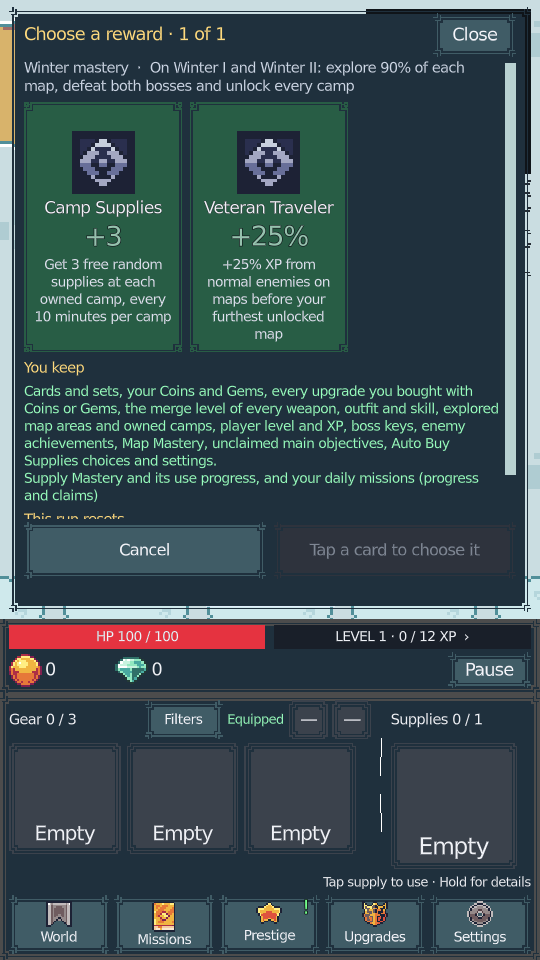 Choose a reward · 1 of 1
Close
Winter mastery · On Winter I and Winter II: explore 90% of each
map, defeat both bosses and unlock every camp
Camp Supplies
+3
Get 3 free random
supplies at each
owned camp, every
10 minutes per camp
Veteran Traveler
+25%
+25% XP from
normal enemies on
maps before your
furthest unlocked
map
You keep
Cards and sets, your Coins and Gems, every upgrade you bought with
Coins or Gems, the merge level of every weapon, outfit and skill, explored
map areas and owned camps, player level and XP, boss keys, enemy
achievements, Map Mastery, unclaimed main objectives, Auto Buy
Supplies choices and settings.
Supply Mastery and its use progress, and your daily missions (progress
and claims)
This run resets
Cancel
Tap a card to choose it
HP 100 / 100
LEVEL 1 · 0 / 12 XP ›
0
0
Pause
Gear 0 / 3
Filters
Equipped
—
—
Supplies 0 / 1
Empty
Empty
Empty
Empty
Tap supply to use · Hold for details
World
Missions
Prestige
Upgrades
Settings